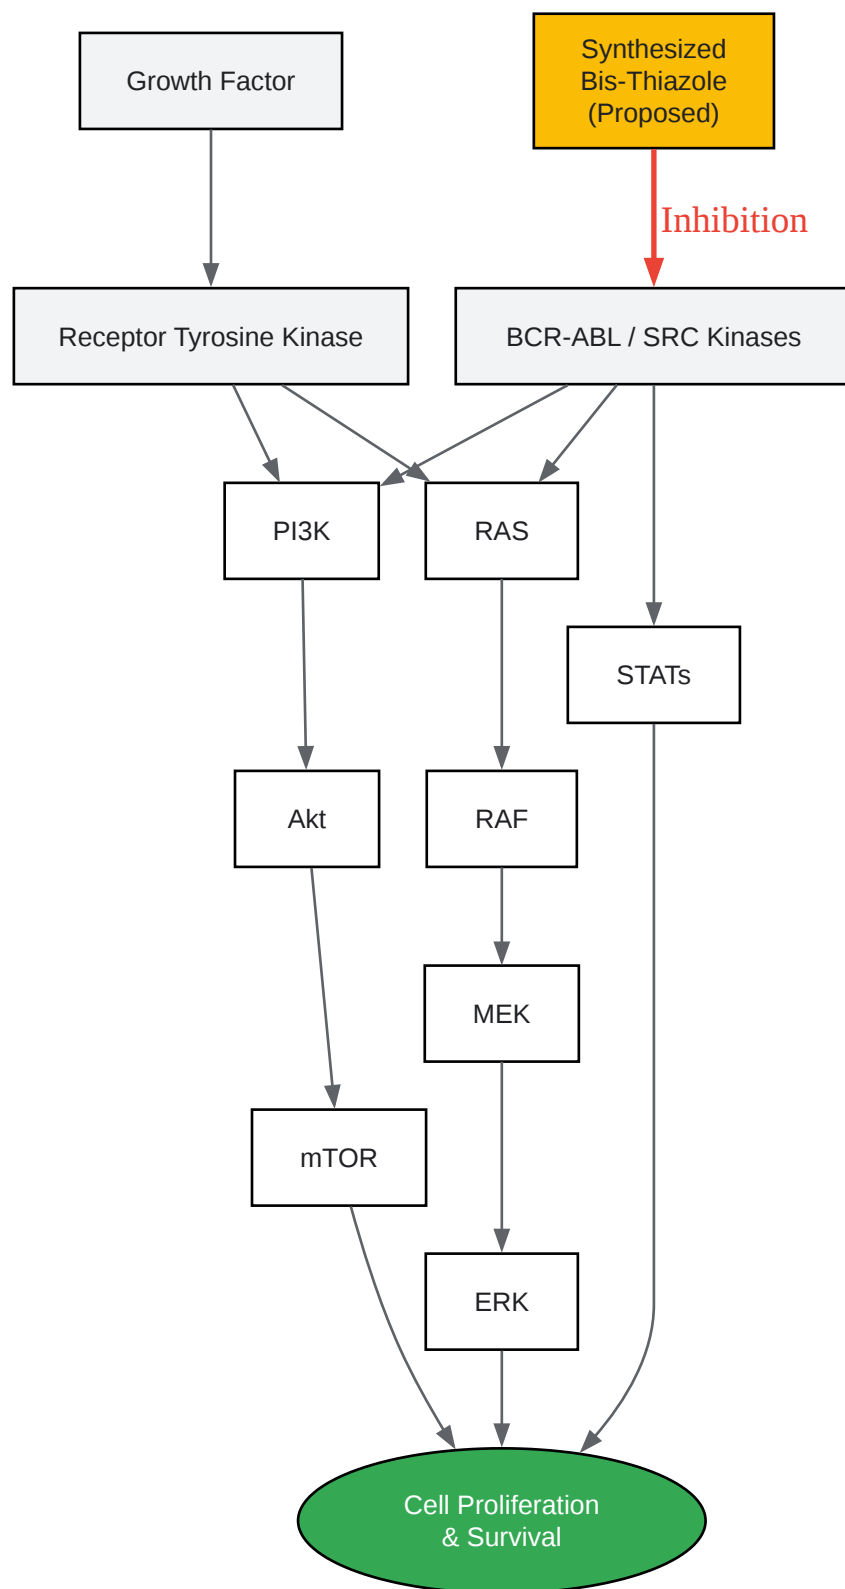 Growth Factor
Synthesized
Bis-Thiazole
(Proposed)
Inhibition
Receptor Tyrosine Kinase
BCR-ABL / SRC Kinases
PI3K
RAS
STATs
Akt
RAF
MEK
mTOR
ERK
Cell Proliferation
& Survival